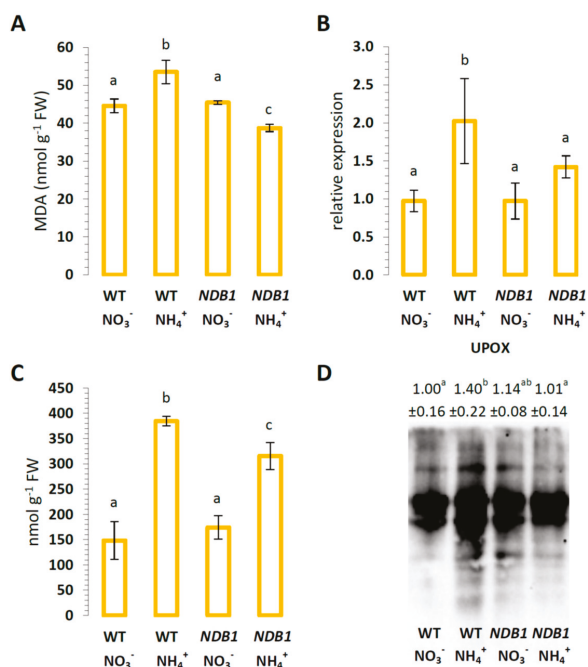 A
MDA (nmol g⁻¹ FW)
70
60
50
40
30
20
10
0
a
b
a
c
WT WT NDB1 NDB1
NO₃⁻ NH₄⁺ NO₃⁻ NH₄⁺
B
relative expression
3.0
2.5
2.0
1.5
1.0
0.5
0.0
a
b
a
a
WT WT NDB1 NDB1
NO₃⁻ NH₄⁺ NO₃⁻ NH₄⁺
UPOX
C
nmol g⁻¹ FW
450
400
350
300
250
200
150
100
50
0
a
b
a
c
WT WT NDB1 NDB1
NO₃⁻ NH₄⁺ NO₃⁻ NH₄⁺
D
1.00ᵃ 1.40ᵇ 1.14ᵃᵇ 1.01ᵃ
±0.16 ±0.22 ±0.08 ±0.14
WT WT NDB1 NDB1
NO₃⁻ NH₄⁺ NO₃⁻ NH₄⁺